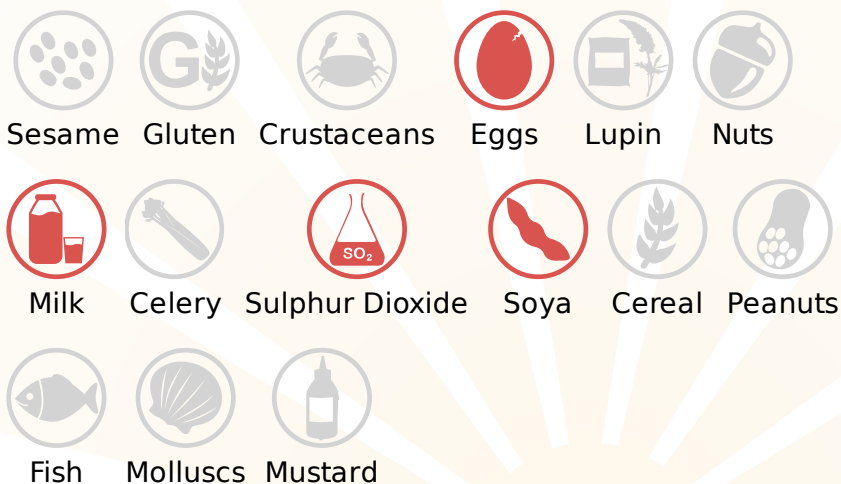 G
Sesame Gluten Crustaceans Eggs Lupin Nuts
SO₂
Milk Celery Sulphur Dioxide Soya Cereal Peanuts
Fish Molluscs Mustard